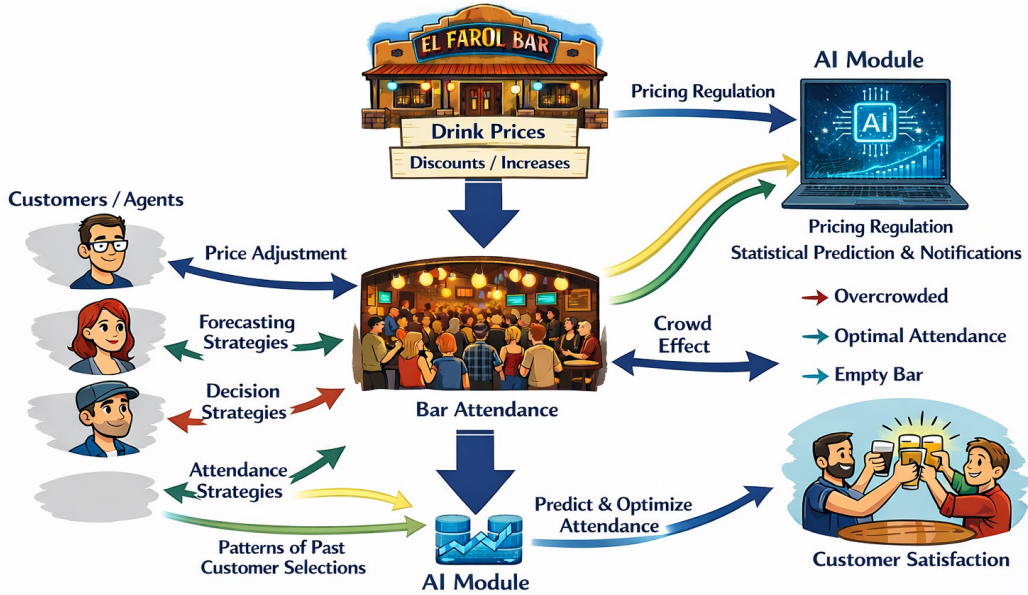 EL FAROL BAR
Drink Prices
Discounts / Increases
Pricing Regulation
AI Module
Ai
Pricing Regulation
Statistical Prediction & Notifications
Overcrowded
Optimal Attendance
Empty Bar
Customers / Agents
Price Adjustment
Forecasting
Strategies
Decision
Strategies
Attendance
Strategies
Patterns of Past
Customer Selections
Bar Attendance
Crowd
Effect
AI Module
Predict & Optimize
Attendance
Customer Satisfaction